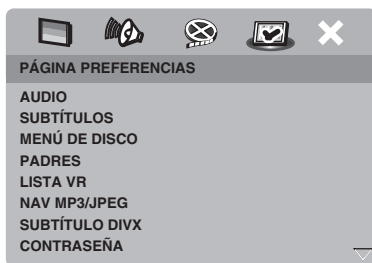 PÁGINA PREFERENCIAS
AUDIO
SUBTÍTULOS
MENÚ DE DISCO
PADRES
LISTA VR
NAV MP3/JPEG
SUBTÍTULO DIVX
CONTRASEÑA